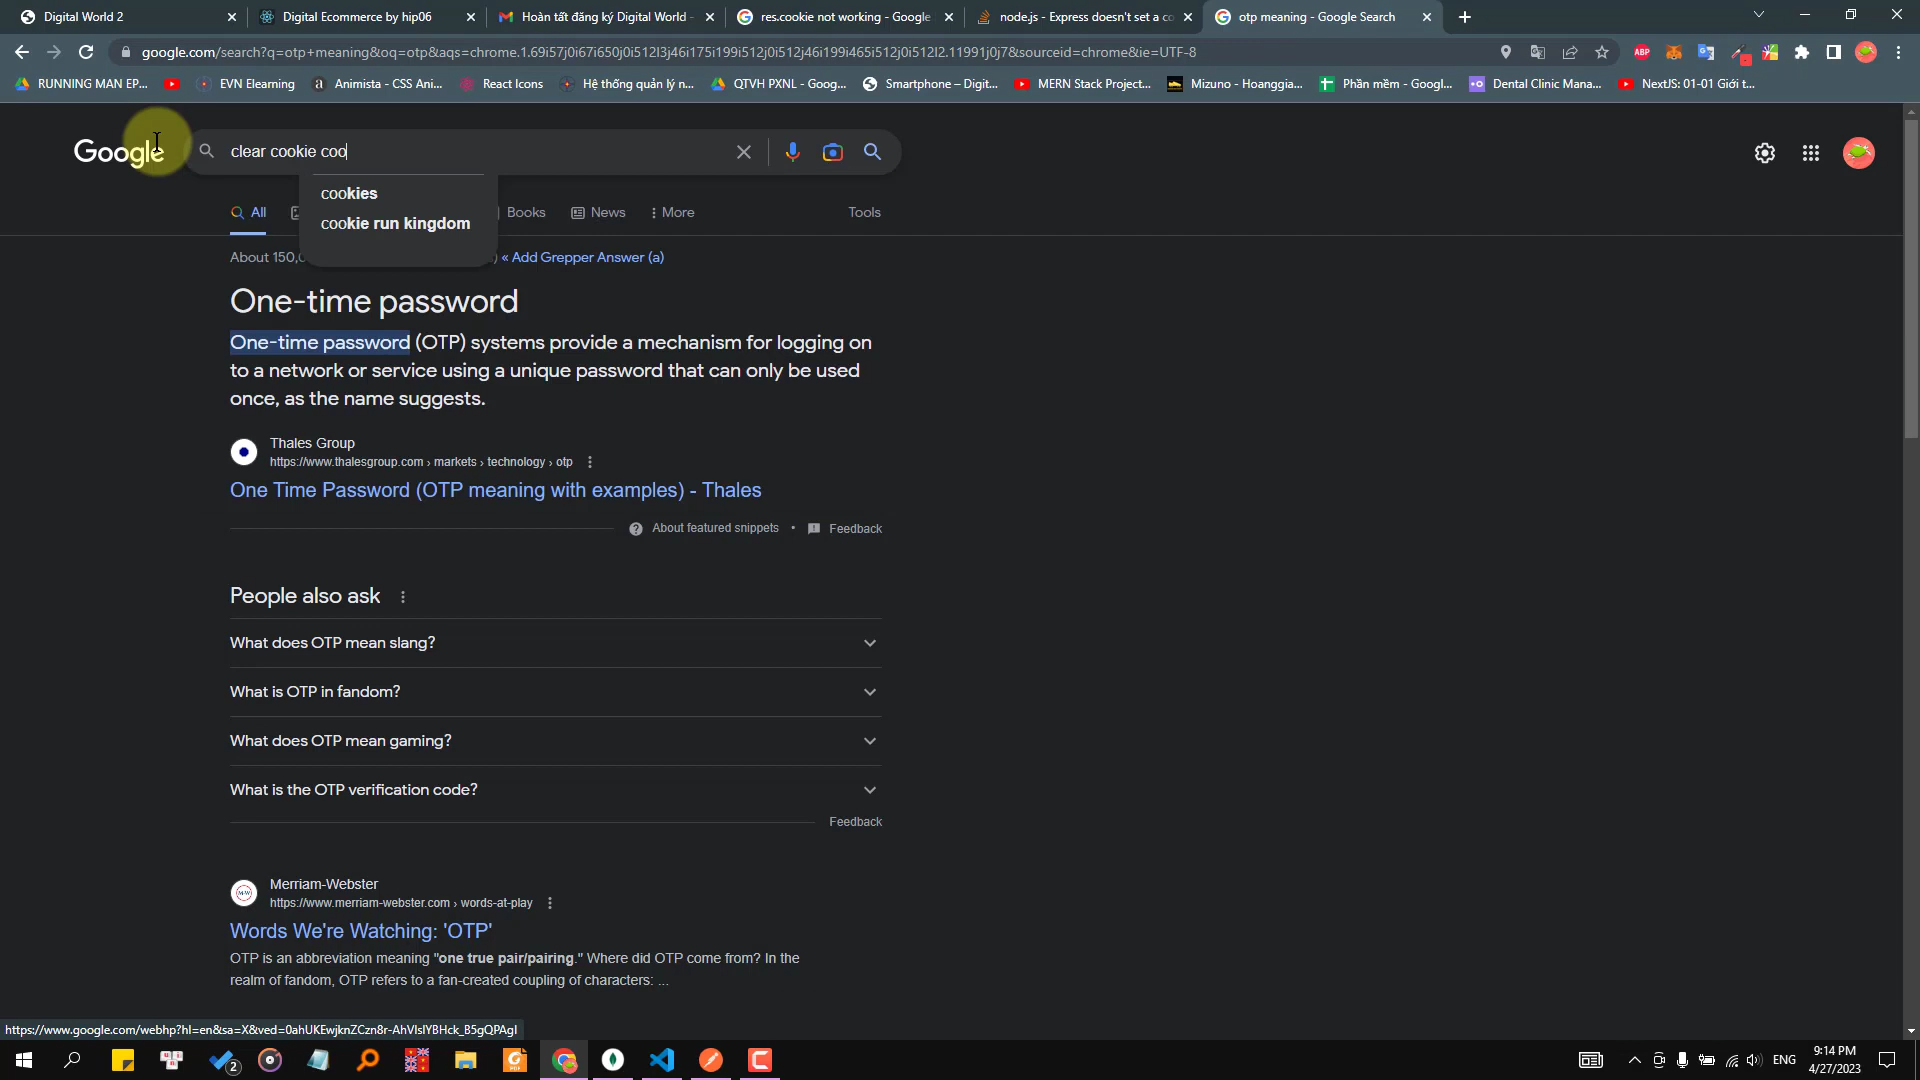 Digital World 2
Digital Ecommerce by hip06
Hoàn tất đăng ký Digital World -
res.cookie not working - Google
node.js - Express doesn't set a co
otp meaning - Google Search
google.com/search?q=otp+meaning&oq=otp&aqs=chrome.1.69i57j0i67i650j0i512l3j46i175i199i512j0i512j46i199i465i512j0i512l2.11991j0j7&sourceid=chrome&ie=UTF-8
ABP
RUNNING MAN EP...
EVN Elearning
Animista - CSS Ani...
React Icons
Hệ thống quản lý n...
QTVH PXNL - Goog...
Smartphone – Digit...
MERN Stack Project...
Mizuno - Hoanggia...
Phần mềm - Googl...
Dental Clinic Mana...
NextJS: 01-01 Giới t...
Google
clear cookie coo
cookies
cookie run kingdom
All
Books
News
More
Tools
About 150,0
« Add Grepper Answer (a)
One-time password
One-time password (OTP) systems provide a mechanism for logging on
to a network or service using a unique password that can only be used
once, as the name suggests.
Thales Group
https://www.thalesgroup.com › markets › technology › otp
One Time Password (OTP meaning with examples) - Thales
About featured snippets
•
Feedback
People also ask
What does OTP mean slang?
What is OTP in fandom?
What does OTP mean gaming?
What is the OTP verification code?
Feedback
Merriam-Webster
https://www.merriam-webster.com › words-at-play
Words We're Watching: 'OTP'
OTP is an abbreviation meaning "one true pair/pairing." Where did OTP come from? In the
realm of fandom, OTP refers to a fan-created coupling of characters: ...
https://www.google.com/webhp?hl=en&sa=X&ved=0ahUKEwjknZCzn8r-AhVIslYBHck_B5gQPAgI
2
ENG
9:14 PM
4/27/2023